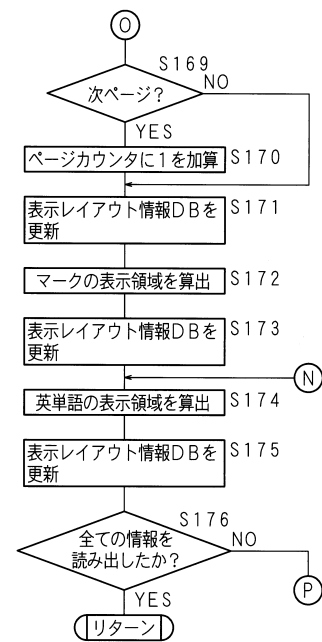 O
S169
次ページ？
NO
YES
ページカウンタに1を加算
S170
表示レイアウト情報DBを
更新
S171
マークの表示領域を算出
S172
表示レイアウト情報DBを
更新
S173
N
英単語の表示領域を算出
S174
表示レイアウト情報DBを
更新
S175
S176
全ての情報を
読み出したか？
NO
YES
P
リターン